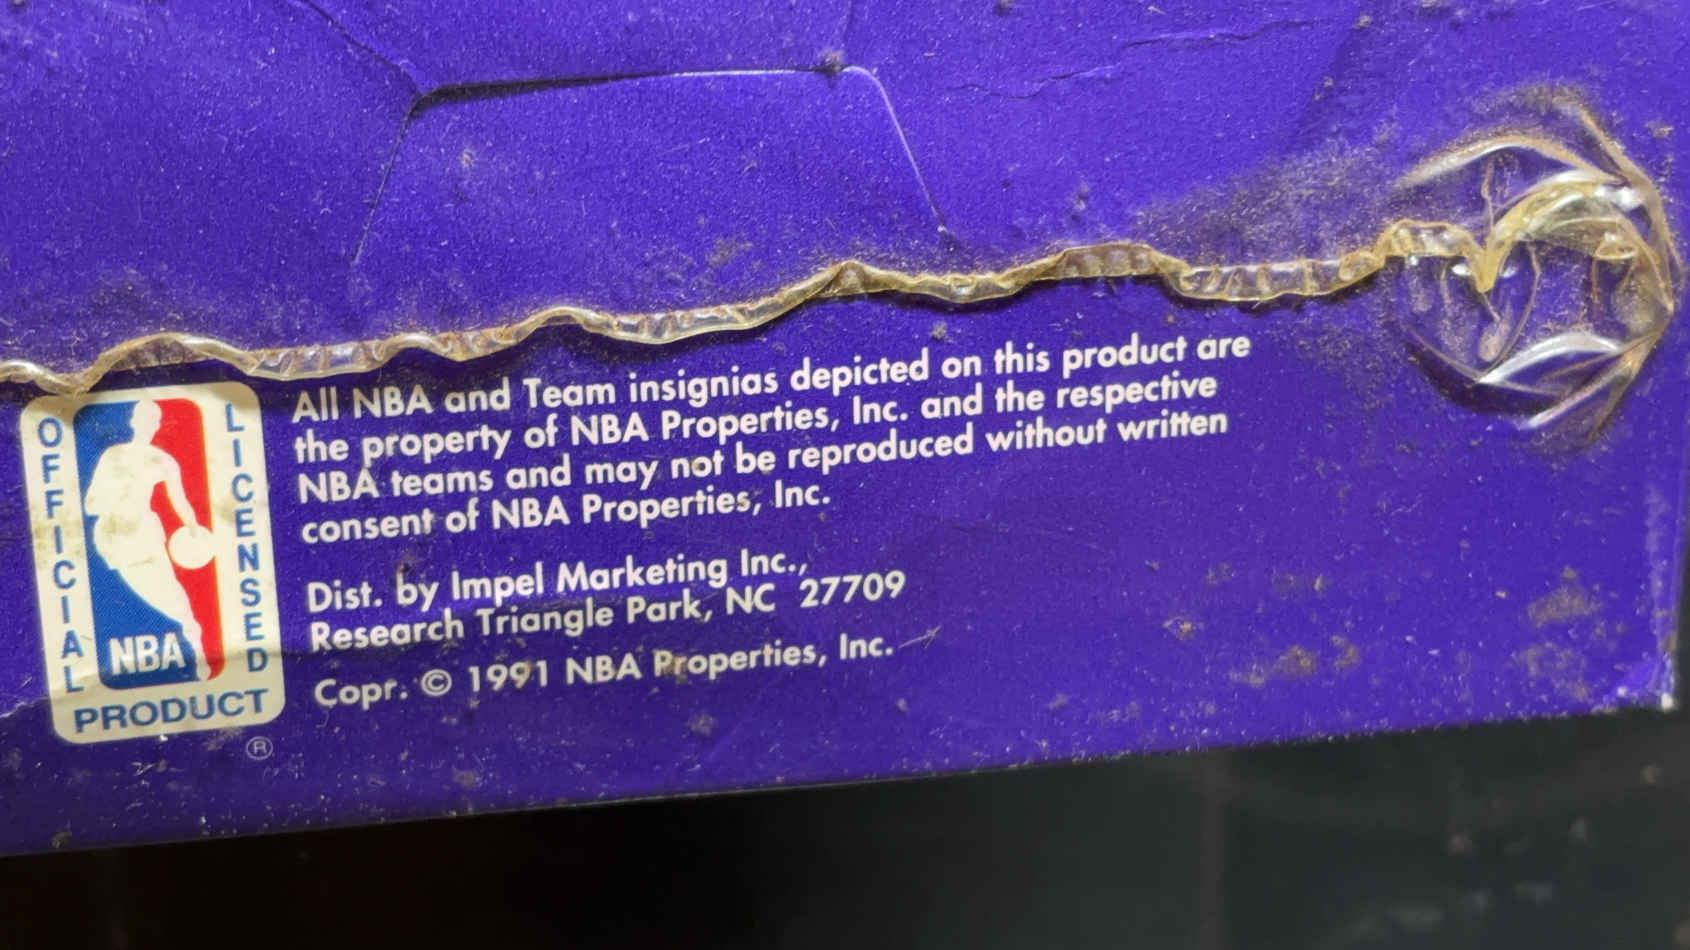 OFFICIAL
LICENSED
NBA
PRODUCT
®
All NBA and Team insignias depicted on this product are
the property of NBA Properties, Inc. and the respective
NBA teams and may not be reproduced without written
consent of NBA Properties, Inc.
Dist. by Impel Marketing Inc.,
Research Triangle Park, NC 27709
Copr. © 1991 NBA Properties, Inc.